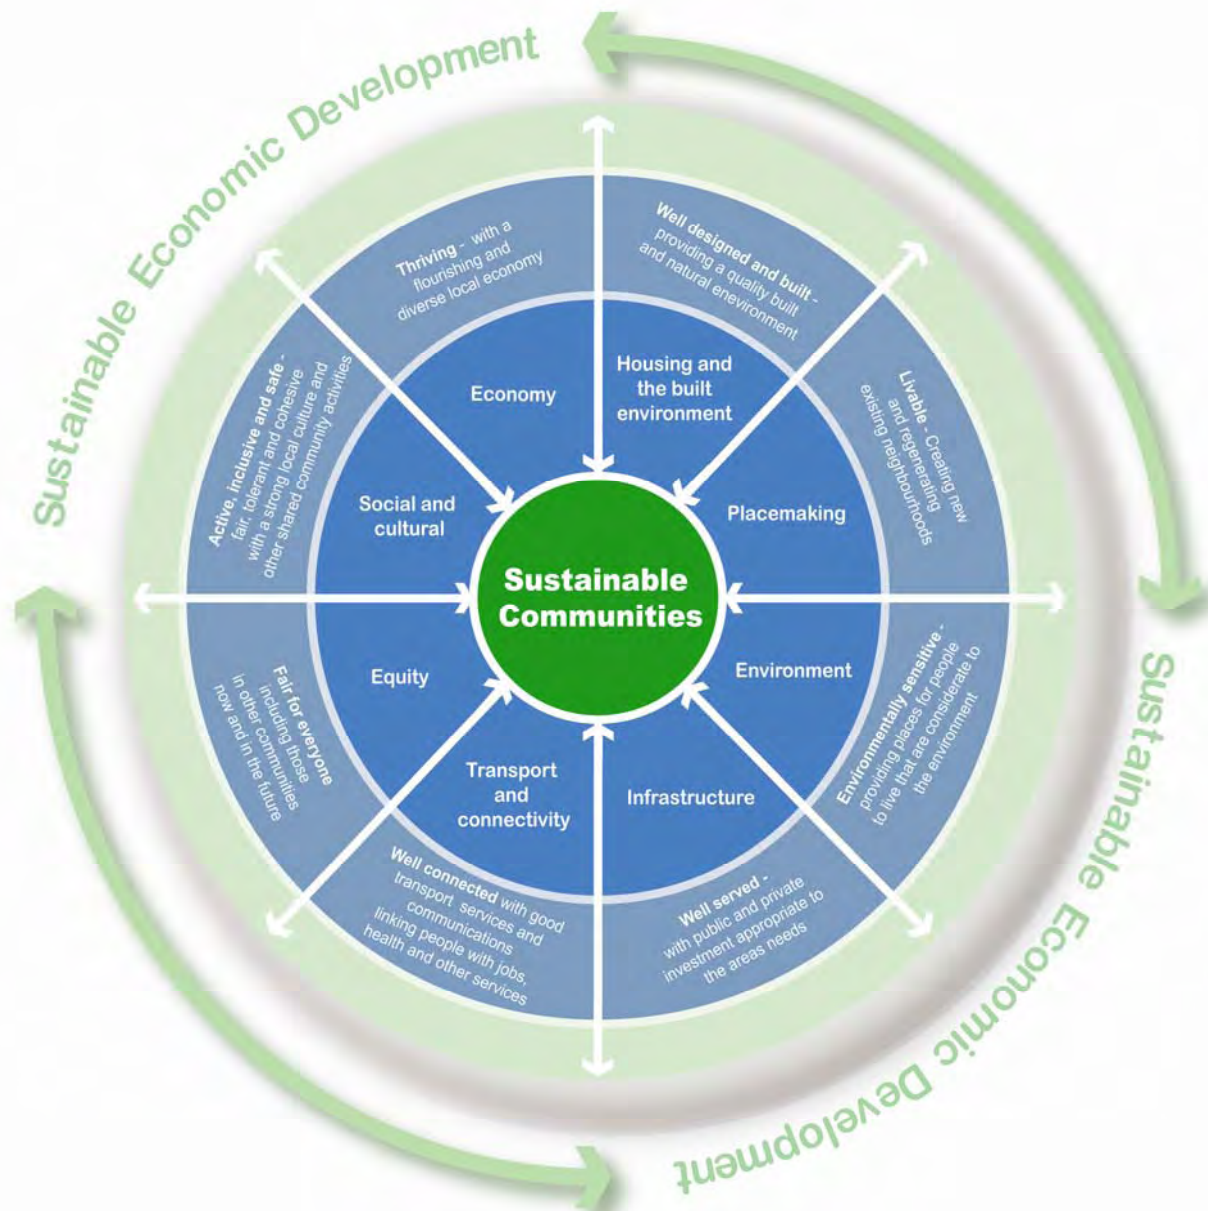 Sustainable Economic Development
Sustainable
Communities
Housing and
the built
environment
Well designed and built -
providing a quality built
and natural enevironment
Placemaking
Livable - Creating new
and regenerating
existing neighbourhoods
Environment
Environmentally sensitive -
providing places for people
to live that are considerate to
the environment
Infrastructure
Well served -
with public and private
investment appropriate to
the areas needs
Transport
and
connectivity
Well connected with good
transport services and
communications
linking people with jobs,
health and other services
Equity
Fair for everyone
including those
in other communities
now and in the future
Social and
cultural
Active, inclusive and safe -
fair, tolerant and cohesive
with a strong local culture and
other shared community activities
Economy
Thriving - with a
flourishing and
diverse local economy
Sustainable Economic Development